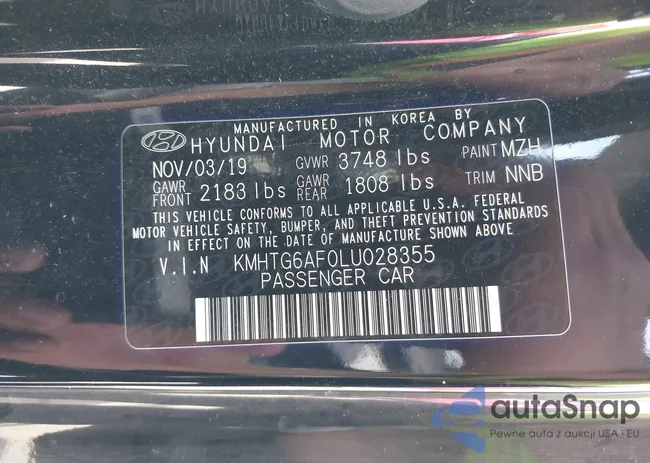 MANUFACTURED IN KOREA BY
HYUNDAI MOTOR COMPANY
NOV/03/19 GVWR 3748 lbs PAINT MZH
GAWR FRONT 2183 lbs GAWR REAR 1808 lbs TRIM NNB
THIS VEHICLE CONFORMS TO ALL APPLICABLE U.S.A. FEDERAL
MOTOR VEHICLE SAFETY, BUMPER, AND THEFT PREVENTION STANDARDS
IN EFFECT ON THE DATE OF MANUFACTURE SHOWN ABOVE
V.I.N KMHTG6AF0LU028355
PASSENGER CAR
autaSnap
Pewne auta z aukcji USA i EU